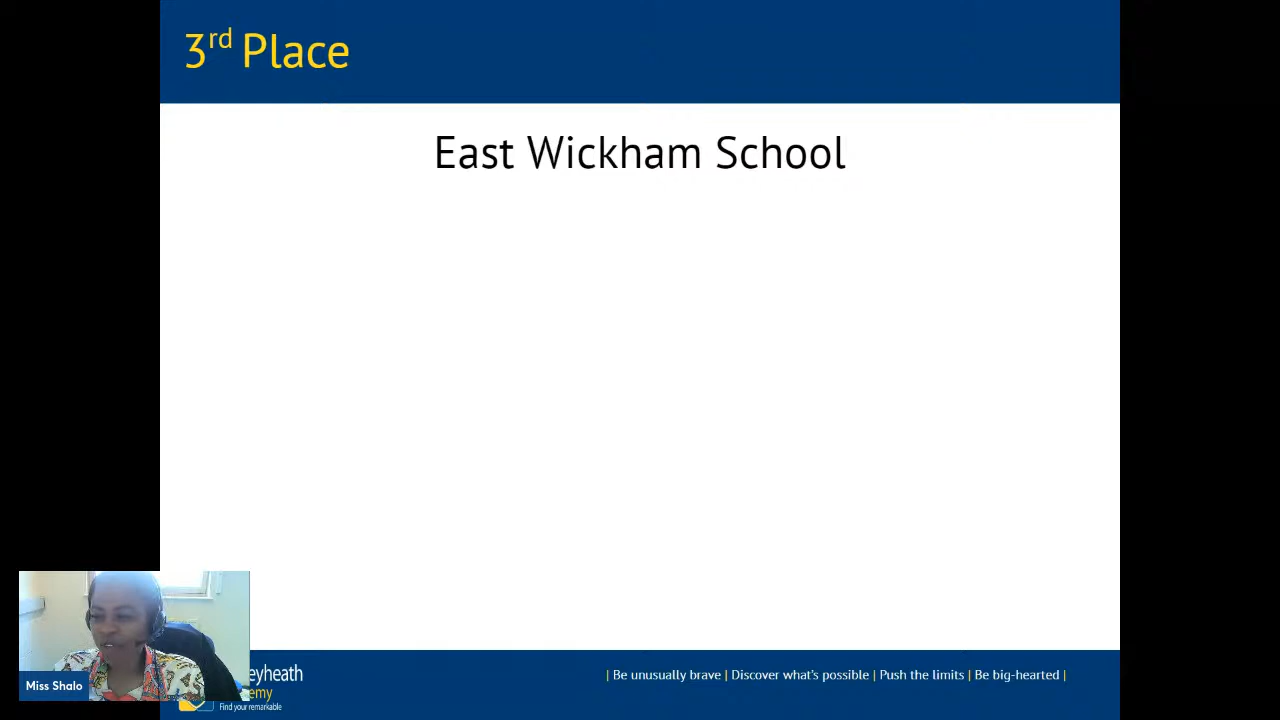 3rd Place
East Wickham School
Miss Shalo
eyheath
emy
Find your remarkable
| Be unusually brave | Discover what's possible | Push the limits | Be big-hearted |